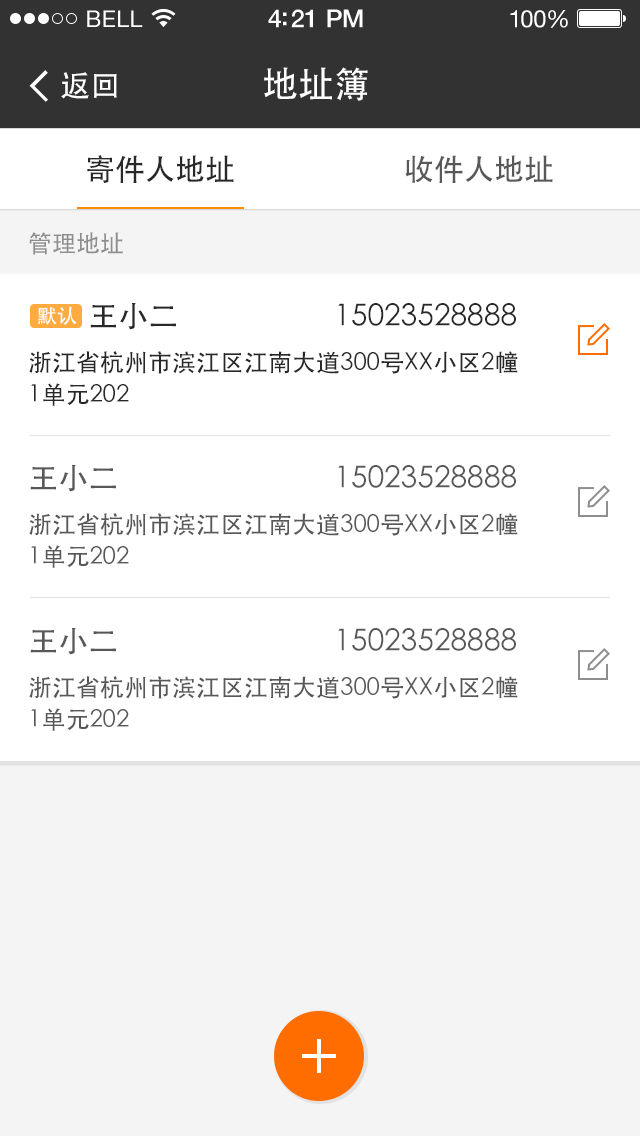 BELL 4:21 PM 100%
返回 地址簿
寄件人地址 收件人地址
管理地址
默认 王小二 15023528888
浙江省杭州市滨江区江南大道300号XX小区2幢
1单元202
王小二 15023528888
浙江省杭州市滨江区江南大道300号XX小区2幢
1单元202
王小二 15023528888
浙江省杭州市滨江区江南大道300号XX小区2幢
1单元202